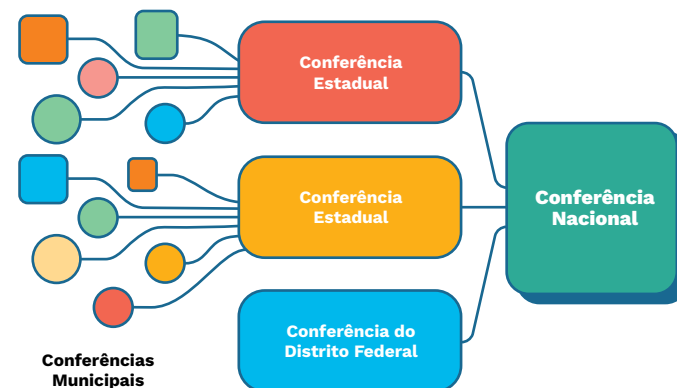 Conferência
Estadual
Conferência
Estadual
Conferência
Nacional
Conferência do
Distrito Federal
Conferências
Municipais